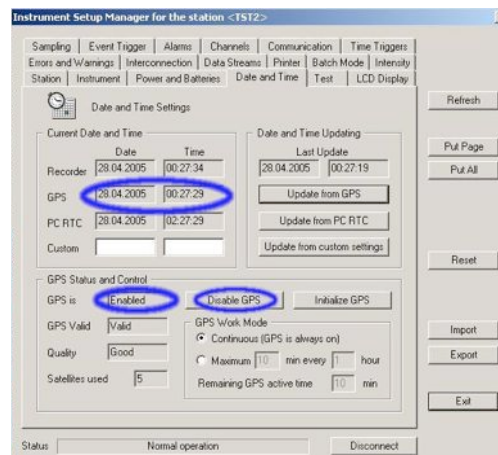 Instrument Setup Manager for the station <TST2>
Sampling Event Trigger Alarms Channels Communication Time Triggers
Errors and Warnings Interconnection Data Streams Printer Batch Mode Intensity
Station Instrument Power and Batteries Date and Time Test LCD Display
Date and Time Settings
Current Date and Time
Date Time
Recorder 28.04.2005 00:27:34
GPS 28.04.2005 00:27:29
PC RTC 28.04.2005 02:27:29
Custom
Date and Time Updating
Last Update
28.04.2005 00:27:19
Update from GPS
Update from PC RTC
Update from custom settings
GPS Status and Control
GPS is Enabled Disable GPS Initialize GPS
GPS Valid Valid
Quality Good
Satellites used 5
GPS Work Mode
Continuous (GPS is always on)
Maximum 10 min every 1 hour
Remaining GPS active time 10 min
Refresh
Put Page
Put All
Reset
Import
Export
Exit
Status Normal operation Disconnect